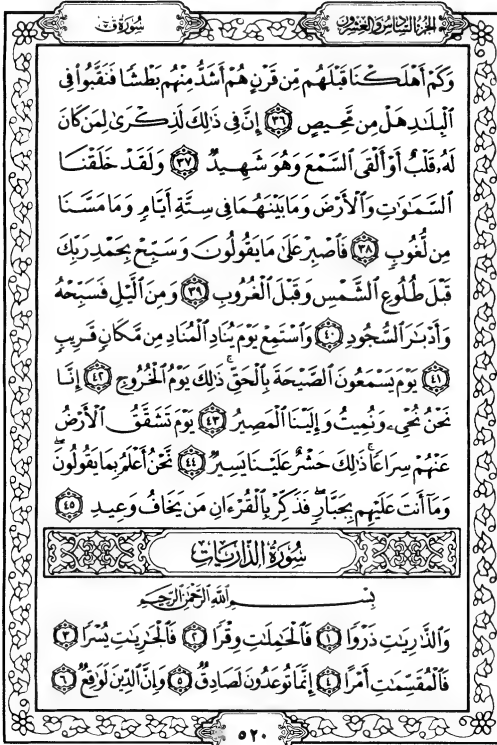 الجزء السادس والعشرون
سورة ق
وَكَمْ أَهْلَكْنَا قَبْلَهُم مِّن قَرْنٍ هُمْ أَشَدُّ مِنْهُم بَطْشًا فَنَقَّبُوا۟ فِى
ٱلْبِلَـٰدِ هَلْ مِن مَّحِيصٍ ٣٦ إِنَّ فِى ذَٰلِكَ لَذِكْرَىٰ لِمَن كَانَ
لَهُۥ قَلْبٌ أَوْ أَلْقَى ٱلسَّمْعَ وَهُوَ شَهِيدٌ ٣٧ وَلَقَدْ خَلَقْنَا
ٱلسَّمَـٰوَٰتِ وَٱلْأَرْضَ وَمَا بَيْنَهُمَا فِى سِتَّةِ أَيَّامٍ وَمَا مَسَّنَا
مِن لُّغُوبٍ ٣٨ فَٱصْبِرْ عَلَىٰ مَا يَقُولُونَ وَسَبِّحْ بِحَمْدِ رَبِّكَ
قَبْلَ طُلُوعِ ٱلشَّمْسِ وَقَبْلَ ٱلْغُرُوبِ ٣٩ وَمِنَ ٱلَّيْلِ فَسَبِّحْهُ
وَأَدْبَـٰرَ ٱلسُّجُودِ ٤٠ وَٱسْتَمِعْ يَوْمَ يُنَادِ ٱلْمُنَادِ مِن مَّكَانٍ قَرِيبٍ
٤١ يَوْمَ يَسْمَعُونَ ٱلصَّيْحَةَ بِٱلْحَقِّ ۚ ذَٰلِكَ يَوْمُ ٱلْخُرُوجِ ٤٢ إِنَّا
نَحْنُ نُحْىِۦ وَنُمِيتُ وَإِلَيْنَا ٱلْمَصِيرُ ٤٣ يَوْمَ تَشَقَّقُ ٱلْأَرْضُ
عَنْهُمْ سِرَاعًا ۚ ذَٰلِكَ حَشْرٌ عَلَيْنَا يَسِيرٌ ٤٤ نَّحْنُ أَعْلَمُ بِمَا يَقُولُونَ ۖ
وَمَآ أَنتَ عَلَيْهِم بِجَبَّارٍ ۖ فَذَكِّرْ بِٱلْقُرْءَانِ مَن يَخَافُ وَعِيدِ ٤٥
سورة الذاريات
بِسْمِ ٱللَّهِ ٱلرَّحْمَـٰنِ ٱلرَّحِيمِ
وَٱلذَّٰرِيَـٰتِ ذَرْوًا ١ فَٱلْحَـٰمِلَـٰتِ وِقْرًا ٢ فَٱلْجَـٰرِيَـٰتِ يُسْرًا ٣
فَٱلْمُقَسِّمَـٰتِ أَمْرًا ٤ إِنَّمَا تُوعَدُونَ لَصَادِقٌ ٥ وَإِنَّ ٱلدِّينَ لَوَٰقِعٌ ٦
٥٢٠